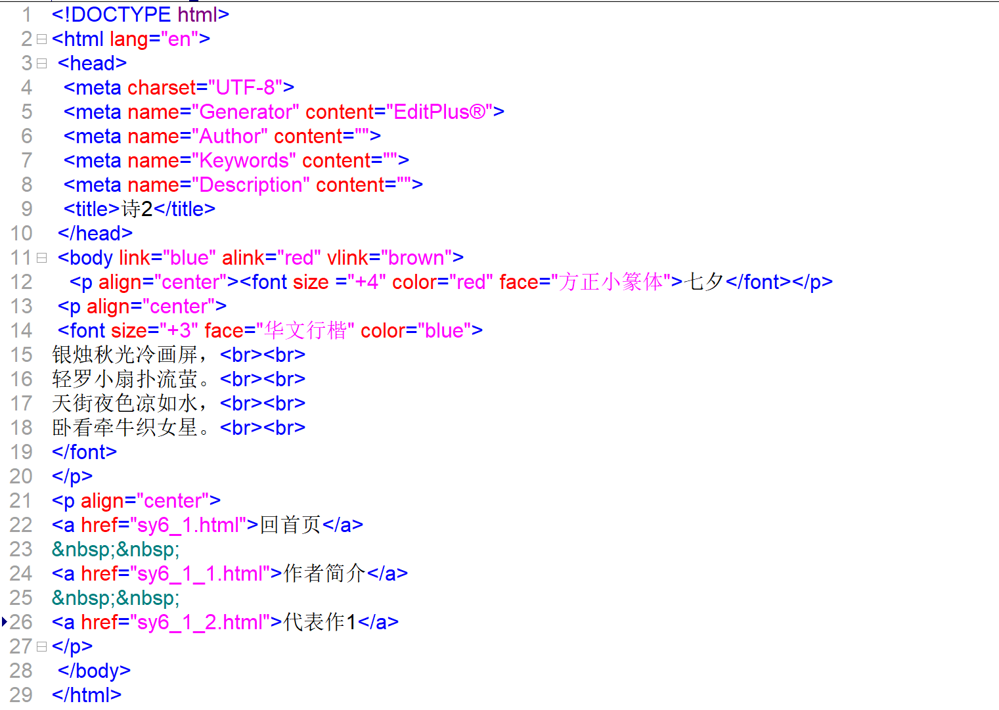 1 <!DOCTYPE html>
2 <html lang="en">
3 <head>
4 <meta charset="UTF-8">
5 <meta name="Generator" content="EditPlus®">
6 <meta name="Author" content="">
7 <meta name="Keywords" content="">
8 <meta name="Description" content="">
9 <title>诗2</title>
10 </head>
11 <body link="blue" alink="red" vlink="brown">
12 <p align="center"><font size ="+4" color="red" face="方正小篆体">七夕</font></p>
13 <p align="center">
14 <font size="+3" face="华文行楷" color="blue">
15 银烛秋光冷画屏，<br><br>
16 轻罗小扇扑流萤。<br><br>
17 天街夜色凉如水，<br><br>
18 卧看牵牛织女星。<br><br>
19 </font>
20 </p>
21 <p align="center">
22 <a href="sy6_1.html">回首页</a>
23 &nbsp;&nbsp;
24 <a href="sy6_1_1.html">作者简介</a>
25 &nbsp;&nbsp;
26 <a href="sy6_1_2.html">代表作1</a>
27 </p>
28 </body>
29 </html>